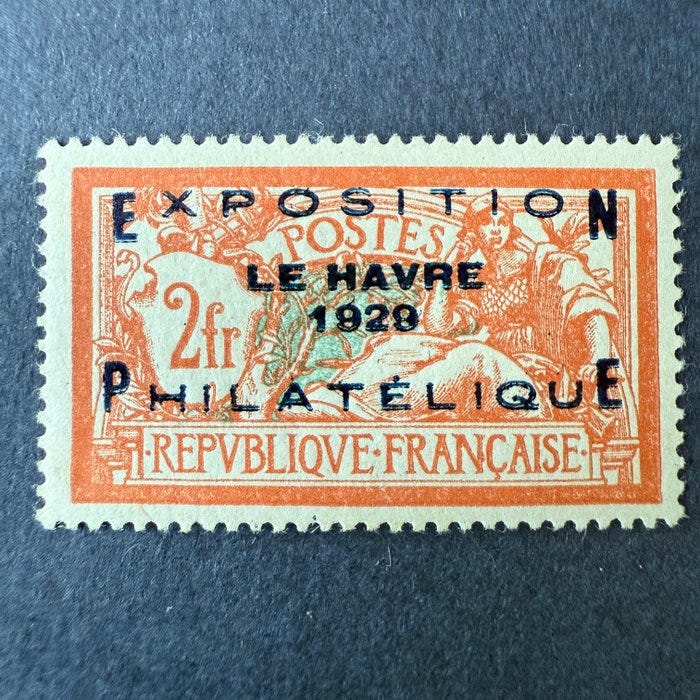 EXPOSITION
POSTES
LE HAVRE
2fr
1929
PHILATÉLIQUE
·REPVBLIQVE·FRANÇAISE·